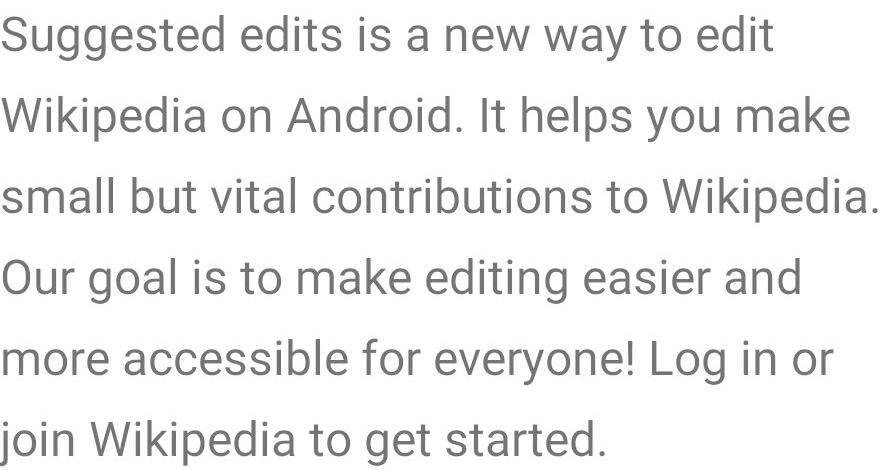 Suggested edits is a new way to edit
Wikipedia on Android. It helps you make
small but vital contributions to Wikipedia.
Our goal is to make editing easier and
more accessible for everyone! Log in or
join Wikipedia to get started.